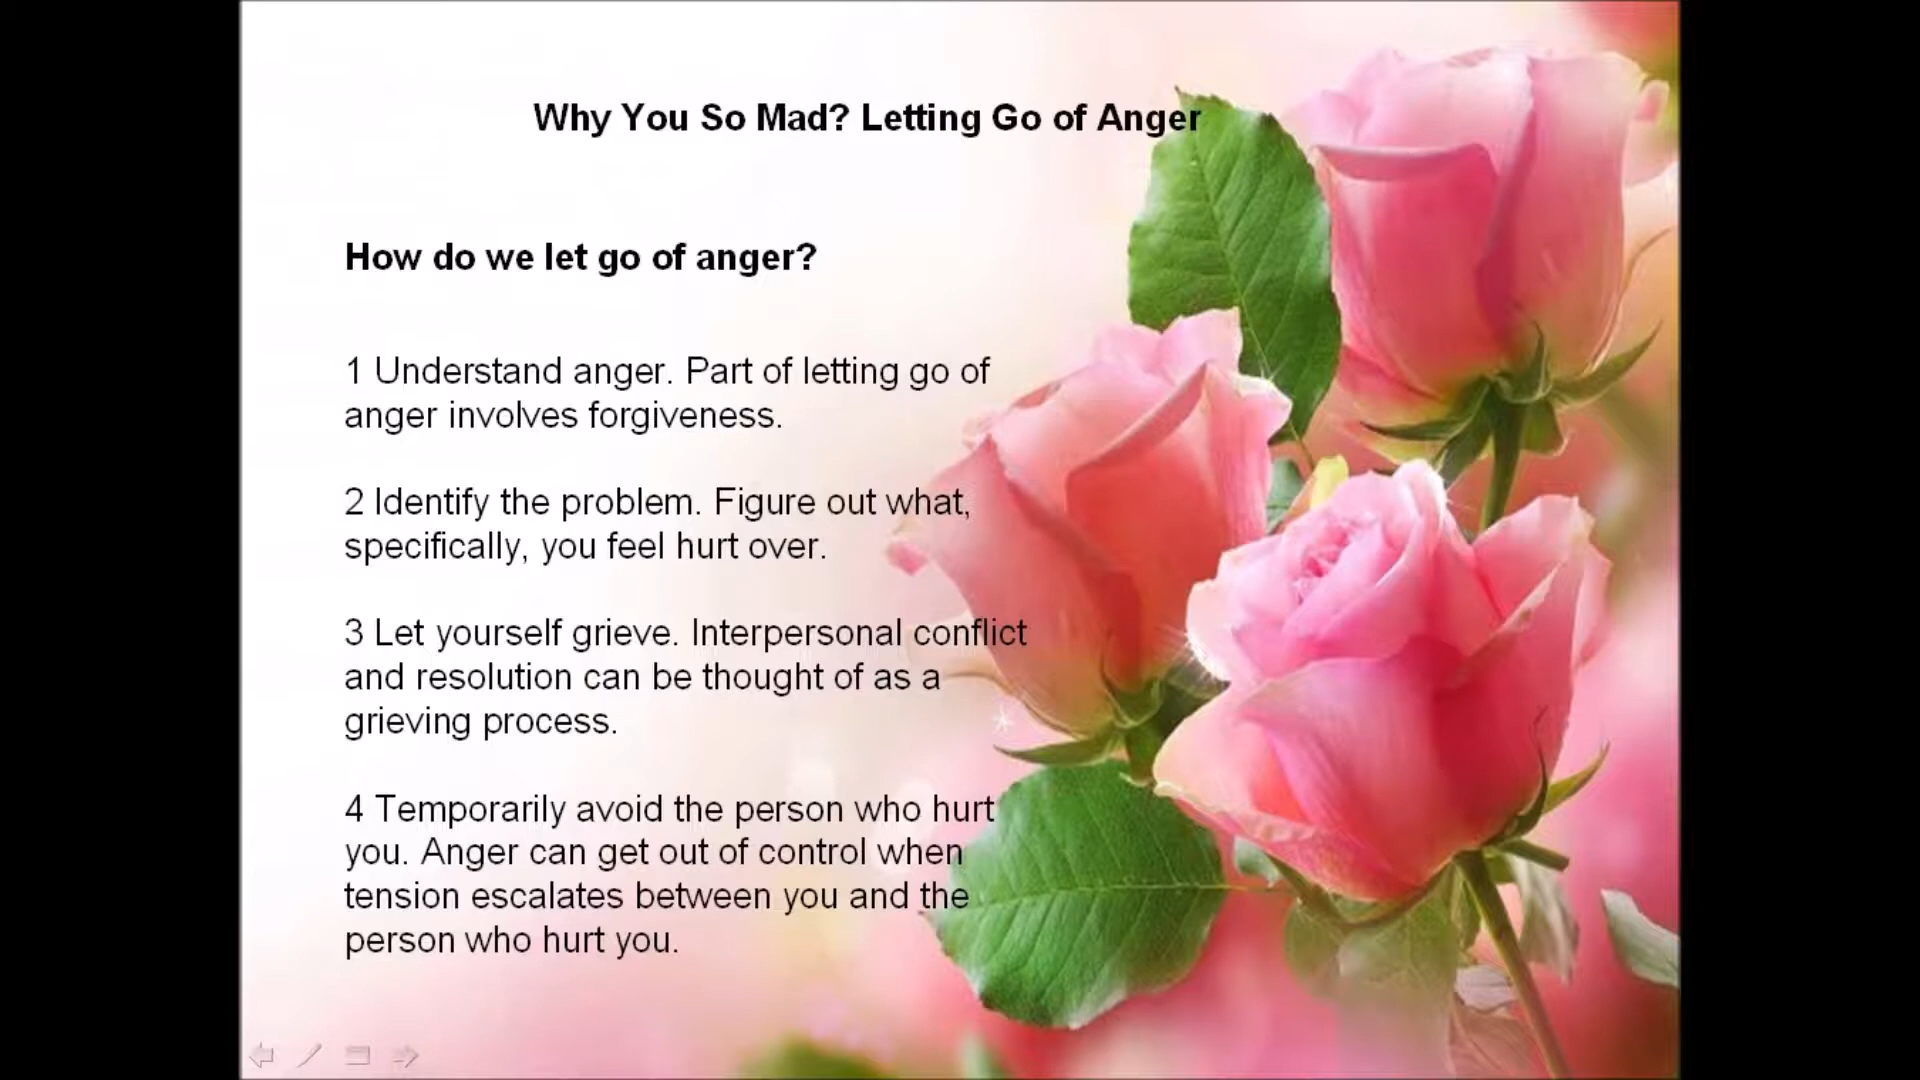 Why You So Mad? Letting Go of Anger
How do we let go of anger?
1 Understand anger. Part of letting go of
anger involves forgiveness.
2 Identify the problem. Figure out what,
specifically, you feel hurt over.
3 Let yourself grieve. Interpersonal conflict
and resolution can be thought of as a
grieving process.
4 Temporarily avoid the person who hurt
you. Anger can get out of control when
tension escalates between you and the
person who hurt you.